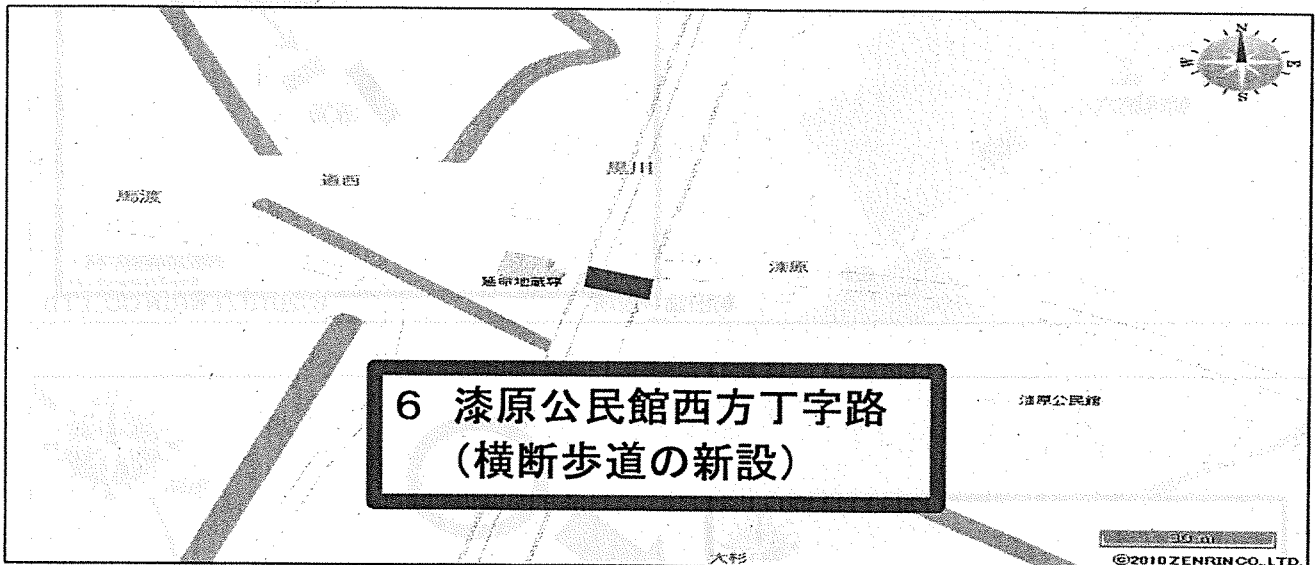 N
W E
S
黒川
道西
馬渡
漆原
延命地蔵尊
6 漆原公民館西方丁字路
(横断歩道の新設)
漆原公民館
大杉
30 m
©2010 ZENRIN CO., LTD.